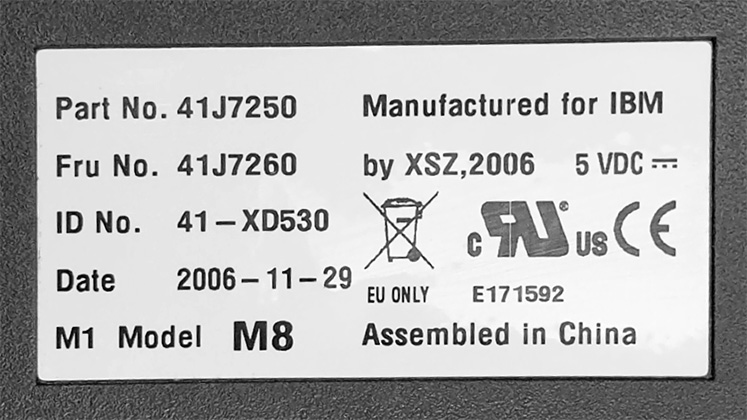 Part No. 41J7250
Fru No. 41J7260
ID No. 41-XD530
Date 2006-11-29
M1 Model M8
Manufactured for IBM
by XSZ,2006 5 VDC ⎓
c RU ® US CE
EU ONLY E171592
Assembled in China